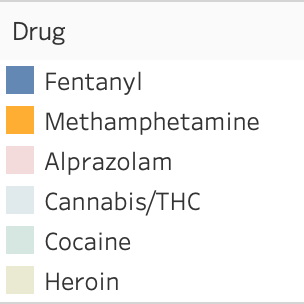 Drug
Fentanyl
Methamphetamine
Alprazolam
Cannabis/THC
Cocaine
Heroin